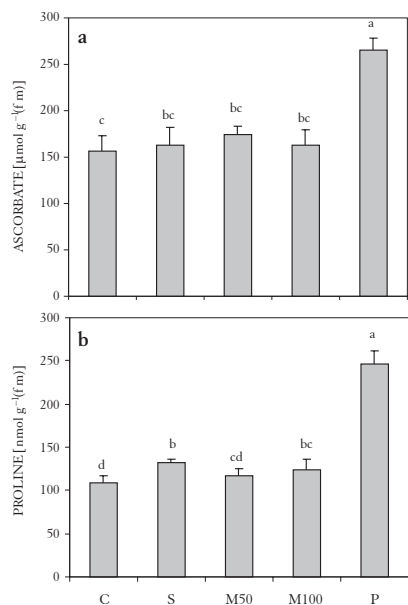 300
a
a
250
200
bc
bc
bc
c
150
100
50
0
ASCORBATE [µmol g⁻¹(f m)]
300
b
a
250
200
150
b
bc
cd
d
100
50
0
PROLINE [nmol g⁻¹(f m)]
C S M50 M100 P